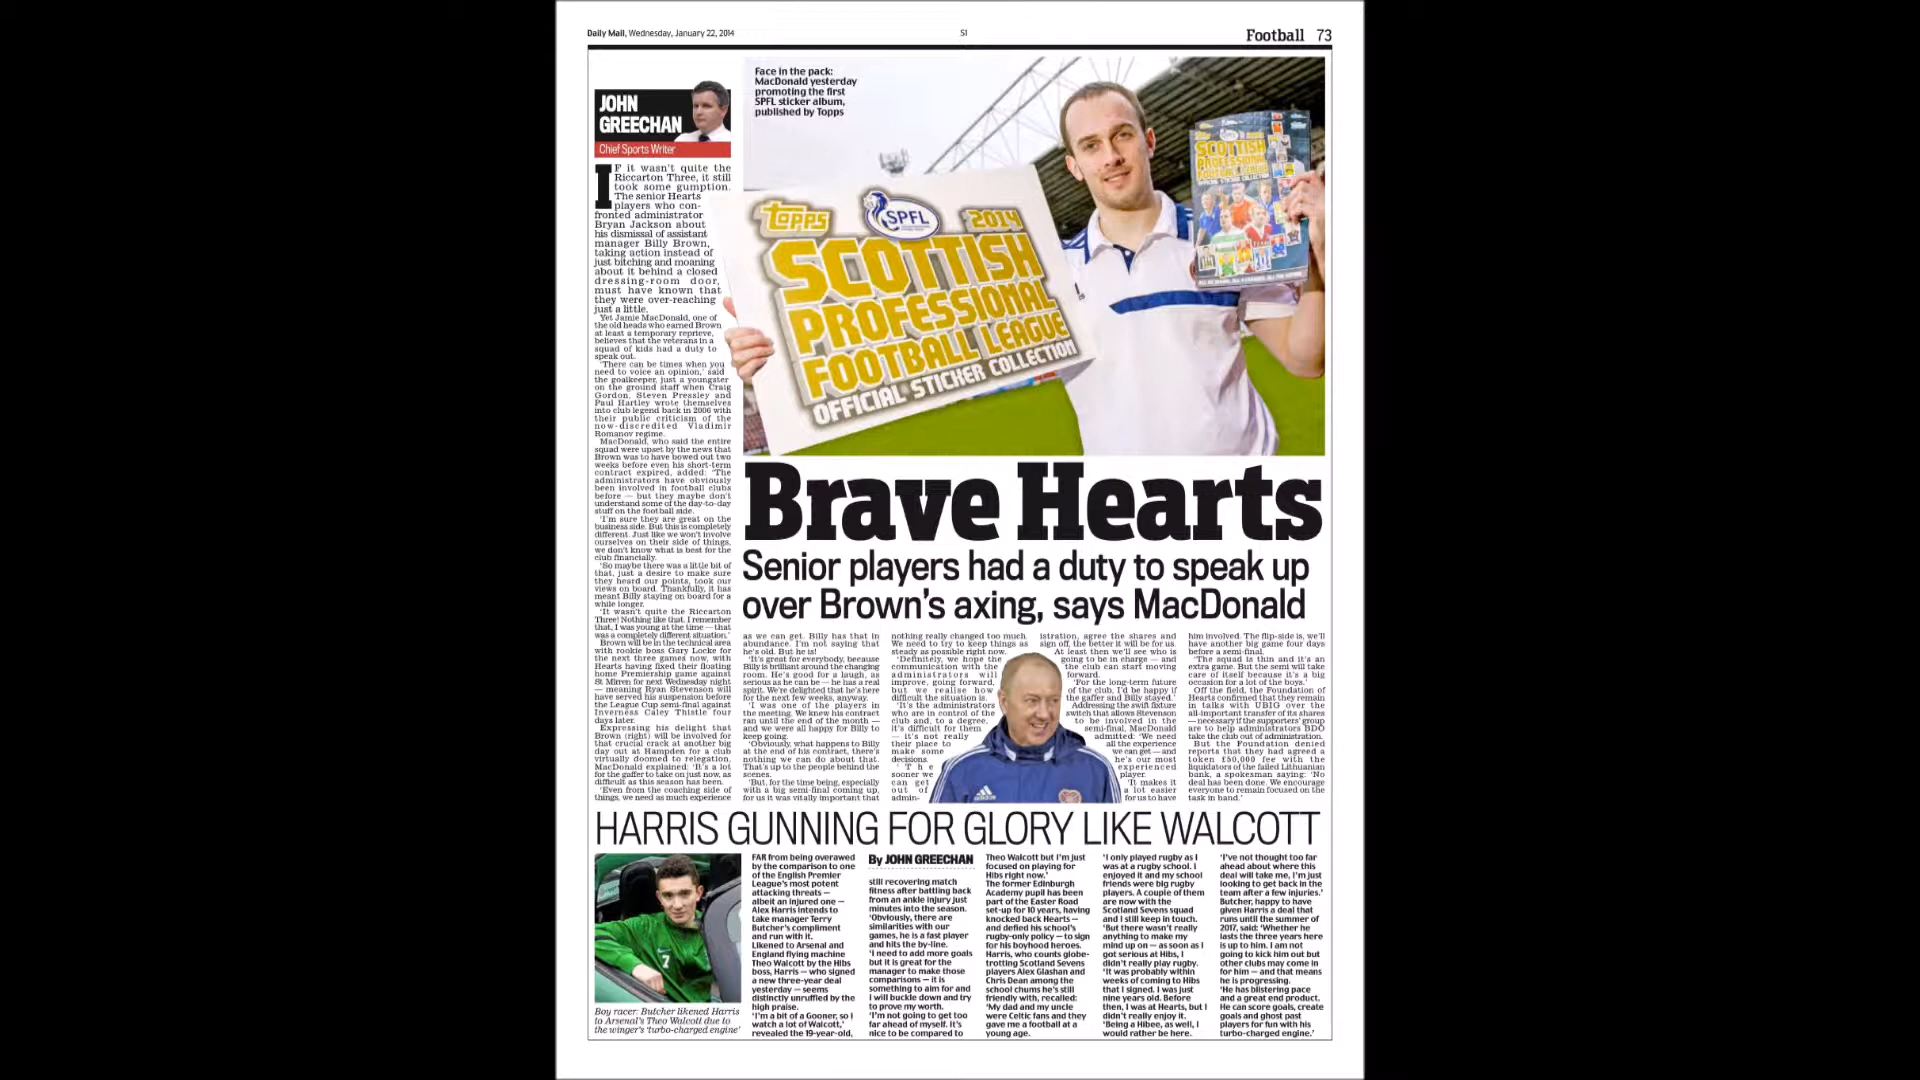 Daily Mail, Wednesday, January 22, 2014
S1
Football 73
JOHN
GREECHAN
Chief Sports Writer
Face in the pack:
MacDonald yesterday
promoting the first
SPFL sticker album,
published by Topps
TOPPS
SPFL
2014
SCOTTISH
PROFESSIONAL
FOOTBALL LEAGUE
OFFICIAL STICKER COLLECTION
SCOTTISH
PROFESSIONAL
FOOTBALL LEAGUE
IF it wasn't quite the
Riccarton Three, it still
took some gumption.
The senior Hearts
players who con-
fronted administrator
Bryan Jackson about
his dismissal of assistant
manager Billy Brown,
taking action instead of
just bitching and moaning
about it behind a closed
dressing-room door,
must have known that
they were over-reaching
just a little.
Yet Jamie MacDonald, one of
the old heads who earned Brown
at least a temporary reprieve,
believes that the veterans in a
squad of kids had a duty to
speak out.
'There can be times when you
need to voice an opinion,' said
the goalkeeper, just a youngster
on the ground staff when Craig
Gordon, Steven Pressley and
Paul Hartley wrote themselves
into club legend back in 2006 with
their public criticism of the
now-discredited Vladimir
Romanov regime.
MacDonald, who said the entire
squad were upset by the news that
Brown was to have bowed out two
weeks before even his short-term
contract expired, added: 'The
administrators have obviously
been involved in football clubs
before — but they maybe don't
understand some of the day-to-day
stuff on the football side.
'I'm sure they are great on the
business side. But this is completely
different. Just like we won't involve
ourselves on their side of things,
we don't know what is best for the
club financially.
'So maybe there was a little bit of
that, just a desire to make sure
they heard our points, took our
views on board. Thankfully, it has
meant Billy staying on board for a
while longer.
'It wasn't quite the Riccarton
Three! Nothing like that. I remember
that, I was young at the time — that
was a completely different situation.'
Brown will be in the technical area
with rookie boss Gary Locke for
the next three games now, with
Hearts having fixed their floating
home Premiership game against
St Mirren for next Wednesday night
— meaning Ryan Stevenson will
have served his suspension before
the League Cup semi-final against
Inverness Caley Thistle four
days later.
Expressing his delight that
Brown (right) will be involved for
that crucial crack at another big
day out at Hampden for a club
virtually doomed to relegation,
MacDonald explained: 'It's a lot
for the gaffer to take on just now, as
difficult as this season has been.
'Even from the coaching side of
things, we need as much experience
Brave Hearts
Senior players had a duty to speak up
over Brown's axing, says MacDonald
as we can get. Billy has that in
abundance. I'm not saying that
he's old. But he is!
'It's great for everybody, because
Billy is brilliant around the changing
room. He's good for a laugh, as
serious as he can be — he has a real
spirit. We're delighted that he's here
for the next few weeks, anyway.
'I was one of the players in
the meeting. We knew his contract
ran until the end of the month —
and we were all happy for Billy to
keep going.
'Obviously, what happens to Billy
at the end of his contract, there's
nothing we can do about that.
That's up to the people behind the
scenes.
'But, for the time being, especially
with a big semi-final coming up,
for us it was vitally important that
nothing really changed too much.
We need to try to keep things as
steady as possible right now.
'Definitely, we hope the
communication with the
administrators will
improve, going forward,
but we realise how
difficult the situation is.
'It's the administrators
who are in control of the
club and, to a degree,
it's difficult for them
— it's not really
their place to
make some
decisions.
'The
sooner we
can get
out of
admin-
istration, agree the shares and
sign off, the better it will be for us.
At least then we'll see who is
going to be in charge — and
the club can start moving
forward.
'For the long-term future
of the club, I'd be happy if
the gaffer and Billy stayed.'
Addressing the swift fixture
switch that allows Stevenson
to be involved in the
semi-final, MacDonald
admitted: 'We need
all the experience
we can get — and
he's our most
experienced
player.
'It makes it
a lot easier
for us to have
him involved. The flip-side is, we'll
have another big game four days
before a semi-final.
'The squad is thin and it's an
extra game. But the semi will take
care of itself because it's a big
occasion for a lot of the boys.'
Off the field, the Foundation of
Hearts confirmed that they remain
in talks with UBIG over the
all-important transfer of its shares
— necessary if the supporters' group
are to help administrators BDO
take the club out of administration.
But the Foundation denied
reports that they had agreed a
token £50,000 fee with the
liquidators of the failed Lithuanian
bank, a spokesman saying: 'No
deal has been done. We encourage
everyone to remain focused on the
task in hand.'
adidas
HARRIS GUNNING FOR GLORY LIKE WALCOTT
7
Boy racer: Butcher likened Harris
to Arsenal's Theo Walcott due to
the winger's 'turbo-charged engine'
FAR from being overawed
by the comparison to one
of the English Premier
League's most potent
attacking threats —
albeit an injured one —
Alex Harris intends to
take manager Terry
Butcher's compliment
and run with it.
Likened to Arsenal and
England flying machine
Theo Walcott by the Hibs
boss, Harris — who signed
a new three-year deal
yesterday — seems
distinctly unruffled by the
high praise.
'I'm a bit of a Gooner, so I
watch a lot of Walcott,'
revealed the 19-year-old,
By JOHN GREECHAN
still recovering match
fitness after battling back
from an ankle injury just
minutes into the season.
'Obviously, there are
similarities with our
games, he is a fast player
and hits the by-line.
'I need to add more goals
but it is great for the
manager to make those
comparisons — it is
something to aim for and
I will buckle down and try
to prove my worth.
'I'm not going to get too
far ahead of myself. It's
nice to be compared to
Theo Walcott but I'm just
focused on playing for
Hibs right now.'
The former Edinburgh
Academy pupil has been
part of the Easter Road
set-up for 10 years, having
knocked back Hearts —
and defied his school's
rugby-only policy — to sign
for his boyhood heroes.
Harris, who counts globe-
trotting Scotland Sevens
players Alex Glashan and
Chris Dean among the
school chums he's still
friendly with, recalled:
'My dad and my uncle
were Celtic fans and they
gave me a football at a
young age.
'I only played rugby as I
was at a rugby school. I
enjoyed it and my school
friends were big rugby
players. A couple of them
are now with the
Scotland Sevens squad
and I still keep in touch.
'But there wasn't really
anything to make my
mind up on — as soon as I
got serious at Hibs, I
didn't really play rugby.
'It was probably within
weeks of coming to Hibs
that I signed. I was just
nine years old. Before
then, I was at Hearts, but I
didn't really enjoy it.
'Being a Hibee, as well, I
would rather be here.
'I've not thought too far
ahead about where this
deal will take me, I'm just
looking to get back in the
team after a few injuries.'
Butcher, happy to have
given Harris a deal that
runs until the summer of
2017, said: 'Whether he
lasts the three years here
is up to him. I am not
going to kick him out but
other clubs may come in
for him — and that means
he is progressing.
'He has blistering pace
and a great end product.
He can score goals, create
goals and ghost past
players for fun with his
turbo-charged engine.'